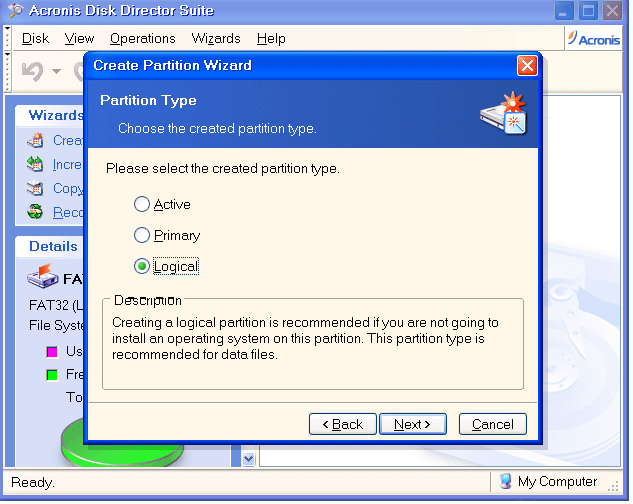 Acronis Disk Director Suite
Disk View Operations Wizards Help
Acronis
Create Partition Wizard
Partition Type
Choose the created partition type.
Please select the created partition type.
Active
Primary
Logical
Description
Creating a logical partition is recommended if you are not going to
install an operating system on this partition. This partition type is
recommended for data files.
< Back Next > Cancel
Wizards
Crea
Incre
Copy
Reco
Details
FA
FAT32 (L
File Syste
Us
Fre
To
Ready.
My Computer